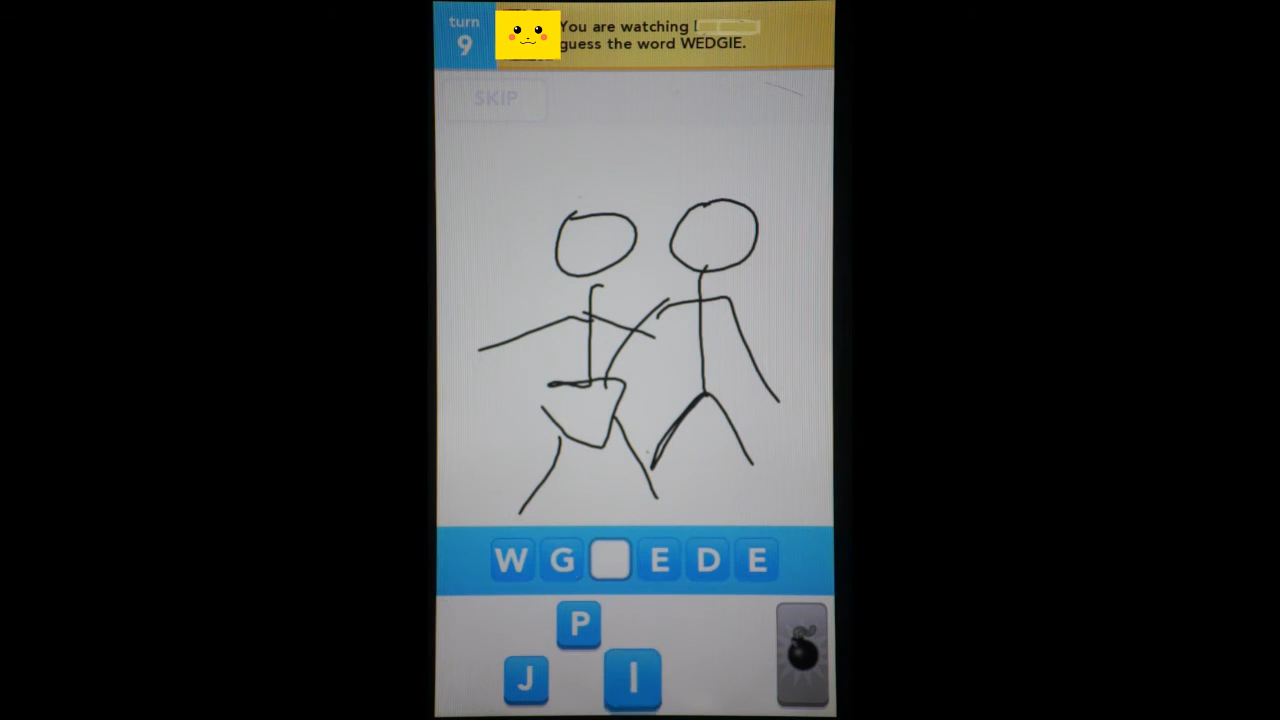 turn
9
You are watching
guess the word WEDGIE.
SKIP
W G E D E
P
J I